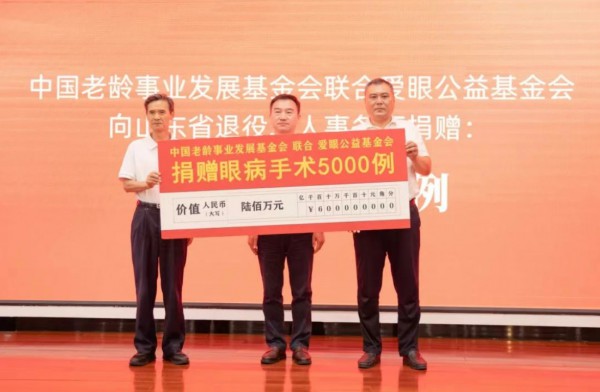 中国老龄事业发展基金会联合爱眼公益基金会
向山东省退役 人事务 捐赠：
例
中国老龄事业发展基金会 联合 爱眼公益基金会
捐赠眼病手术5000例
价值 人民币（大写） 陆佰万元
亿千百十万千百十元角分
¥600000000